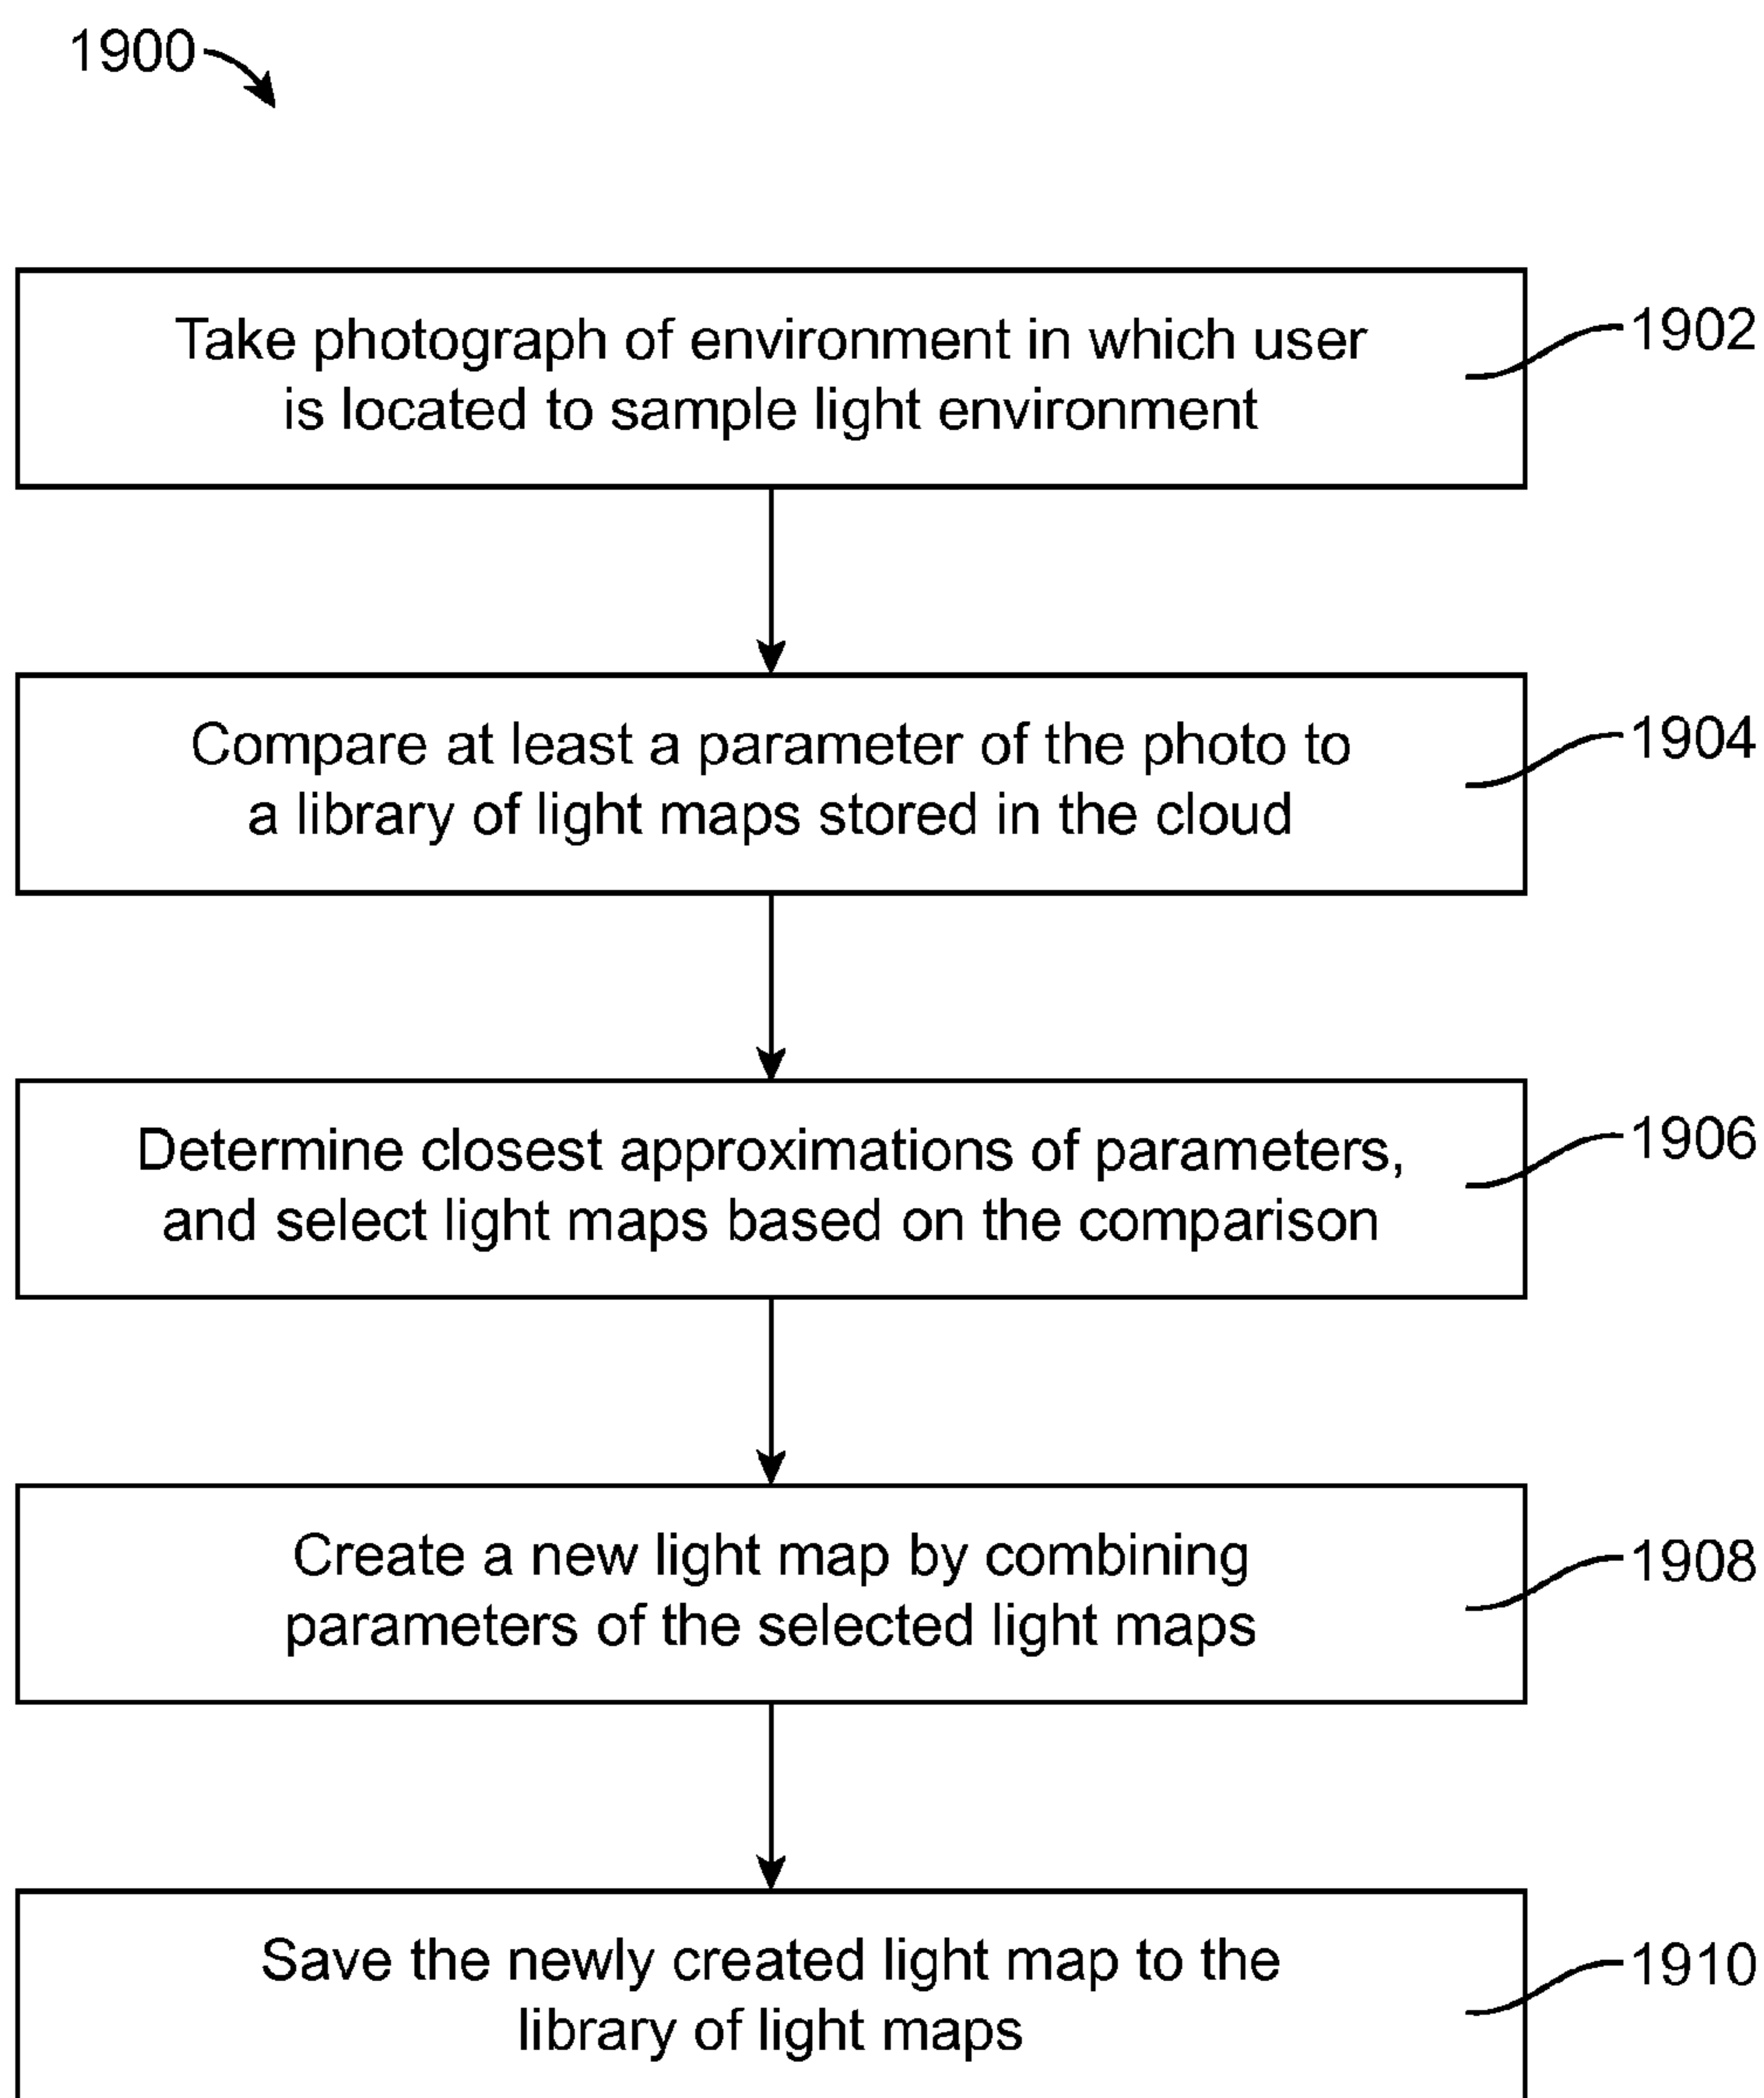 1900
Take photograph of environment in which user
is located to sample light environment
1902
Compare at least a parameter of the photo to
a library of light maps stored in the cloud
1904
Determine closest approximations of parameters,
and select light maps based on the comparison
1906
Create a new light map by combining
parameters of the selected light maps
1908
Save the newly created light map to the
library of light maps
1910